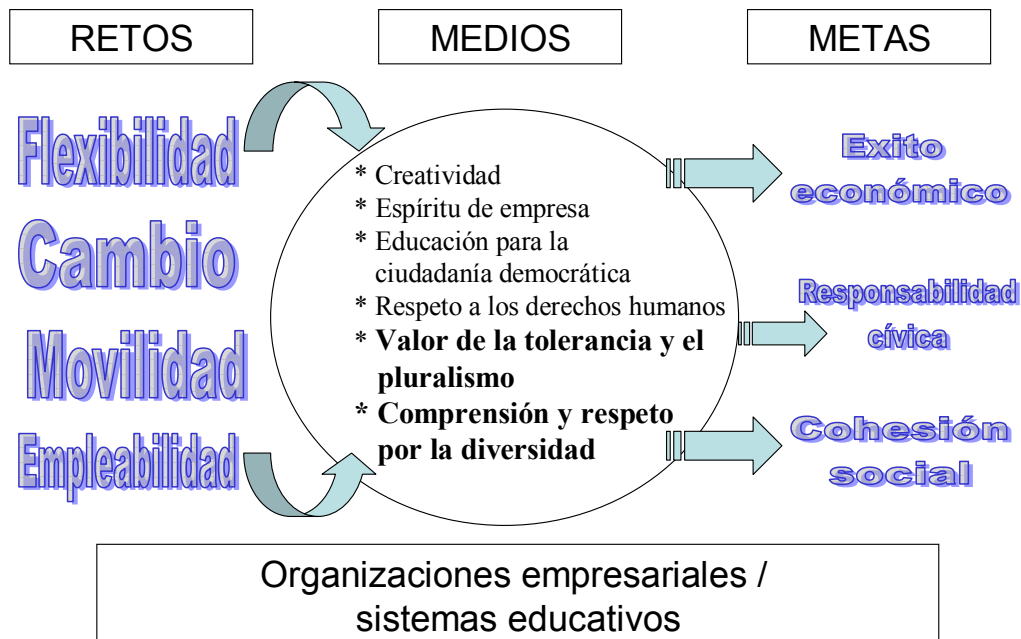 RETOS
MEDIOS
METAS
Flexibilidad
Cambio
Movilidad
Empleabilidad
* Creatividad
* Espíritu de empresa
* Educación para la
ciudadanía democrática
* Respeto a los derechos humanos
* Valor de la tolerancia y el
pluralismo
* Comprensión y respeto
por la diversidad
Exito
económico
Responsabilidad
cívica
Cohesión
social
Organizaciones empresariales /
sistemas educativos